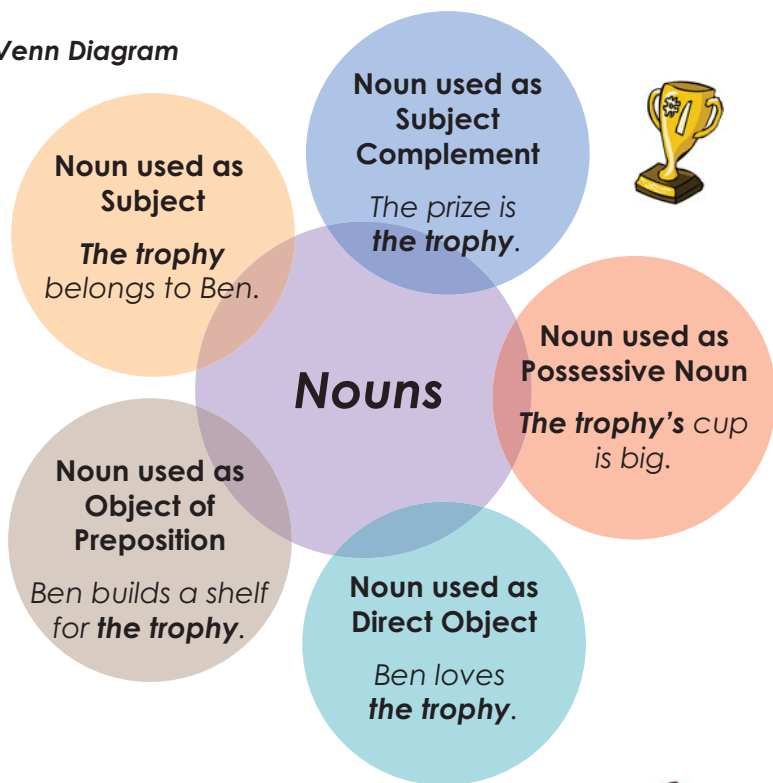 Venn Diagram
Noun used as
Subject
Complement
The prize is
the trophy.
Noun used as
Subject
The trophy
belongs to Ben.
Nouns
Noun used as
Possessive Noun
The trophy's cup
is big.
Noun used as
Object of
Preposition
Ben builds a shelf
for the trophy.
Noun used as
Direct Object
Ben loves
the trophy.